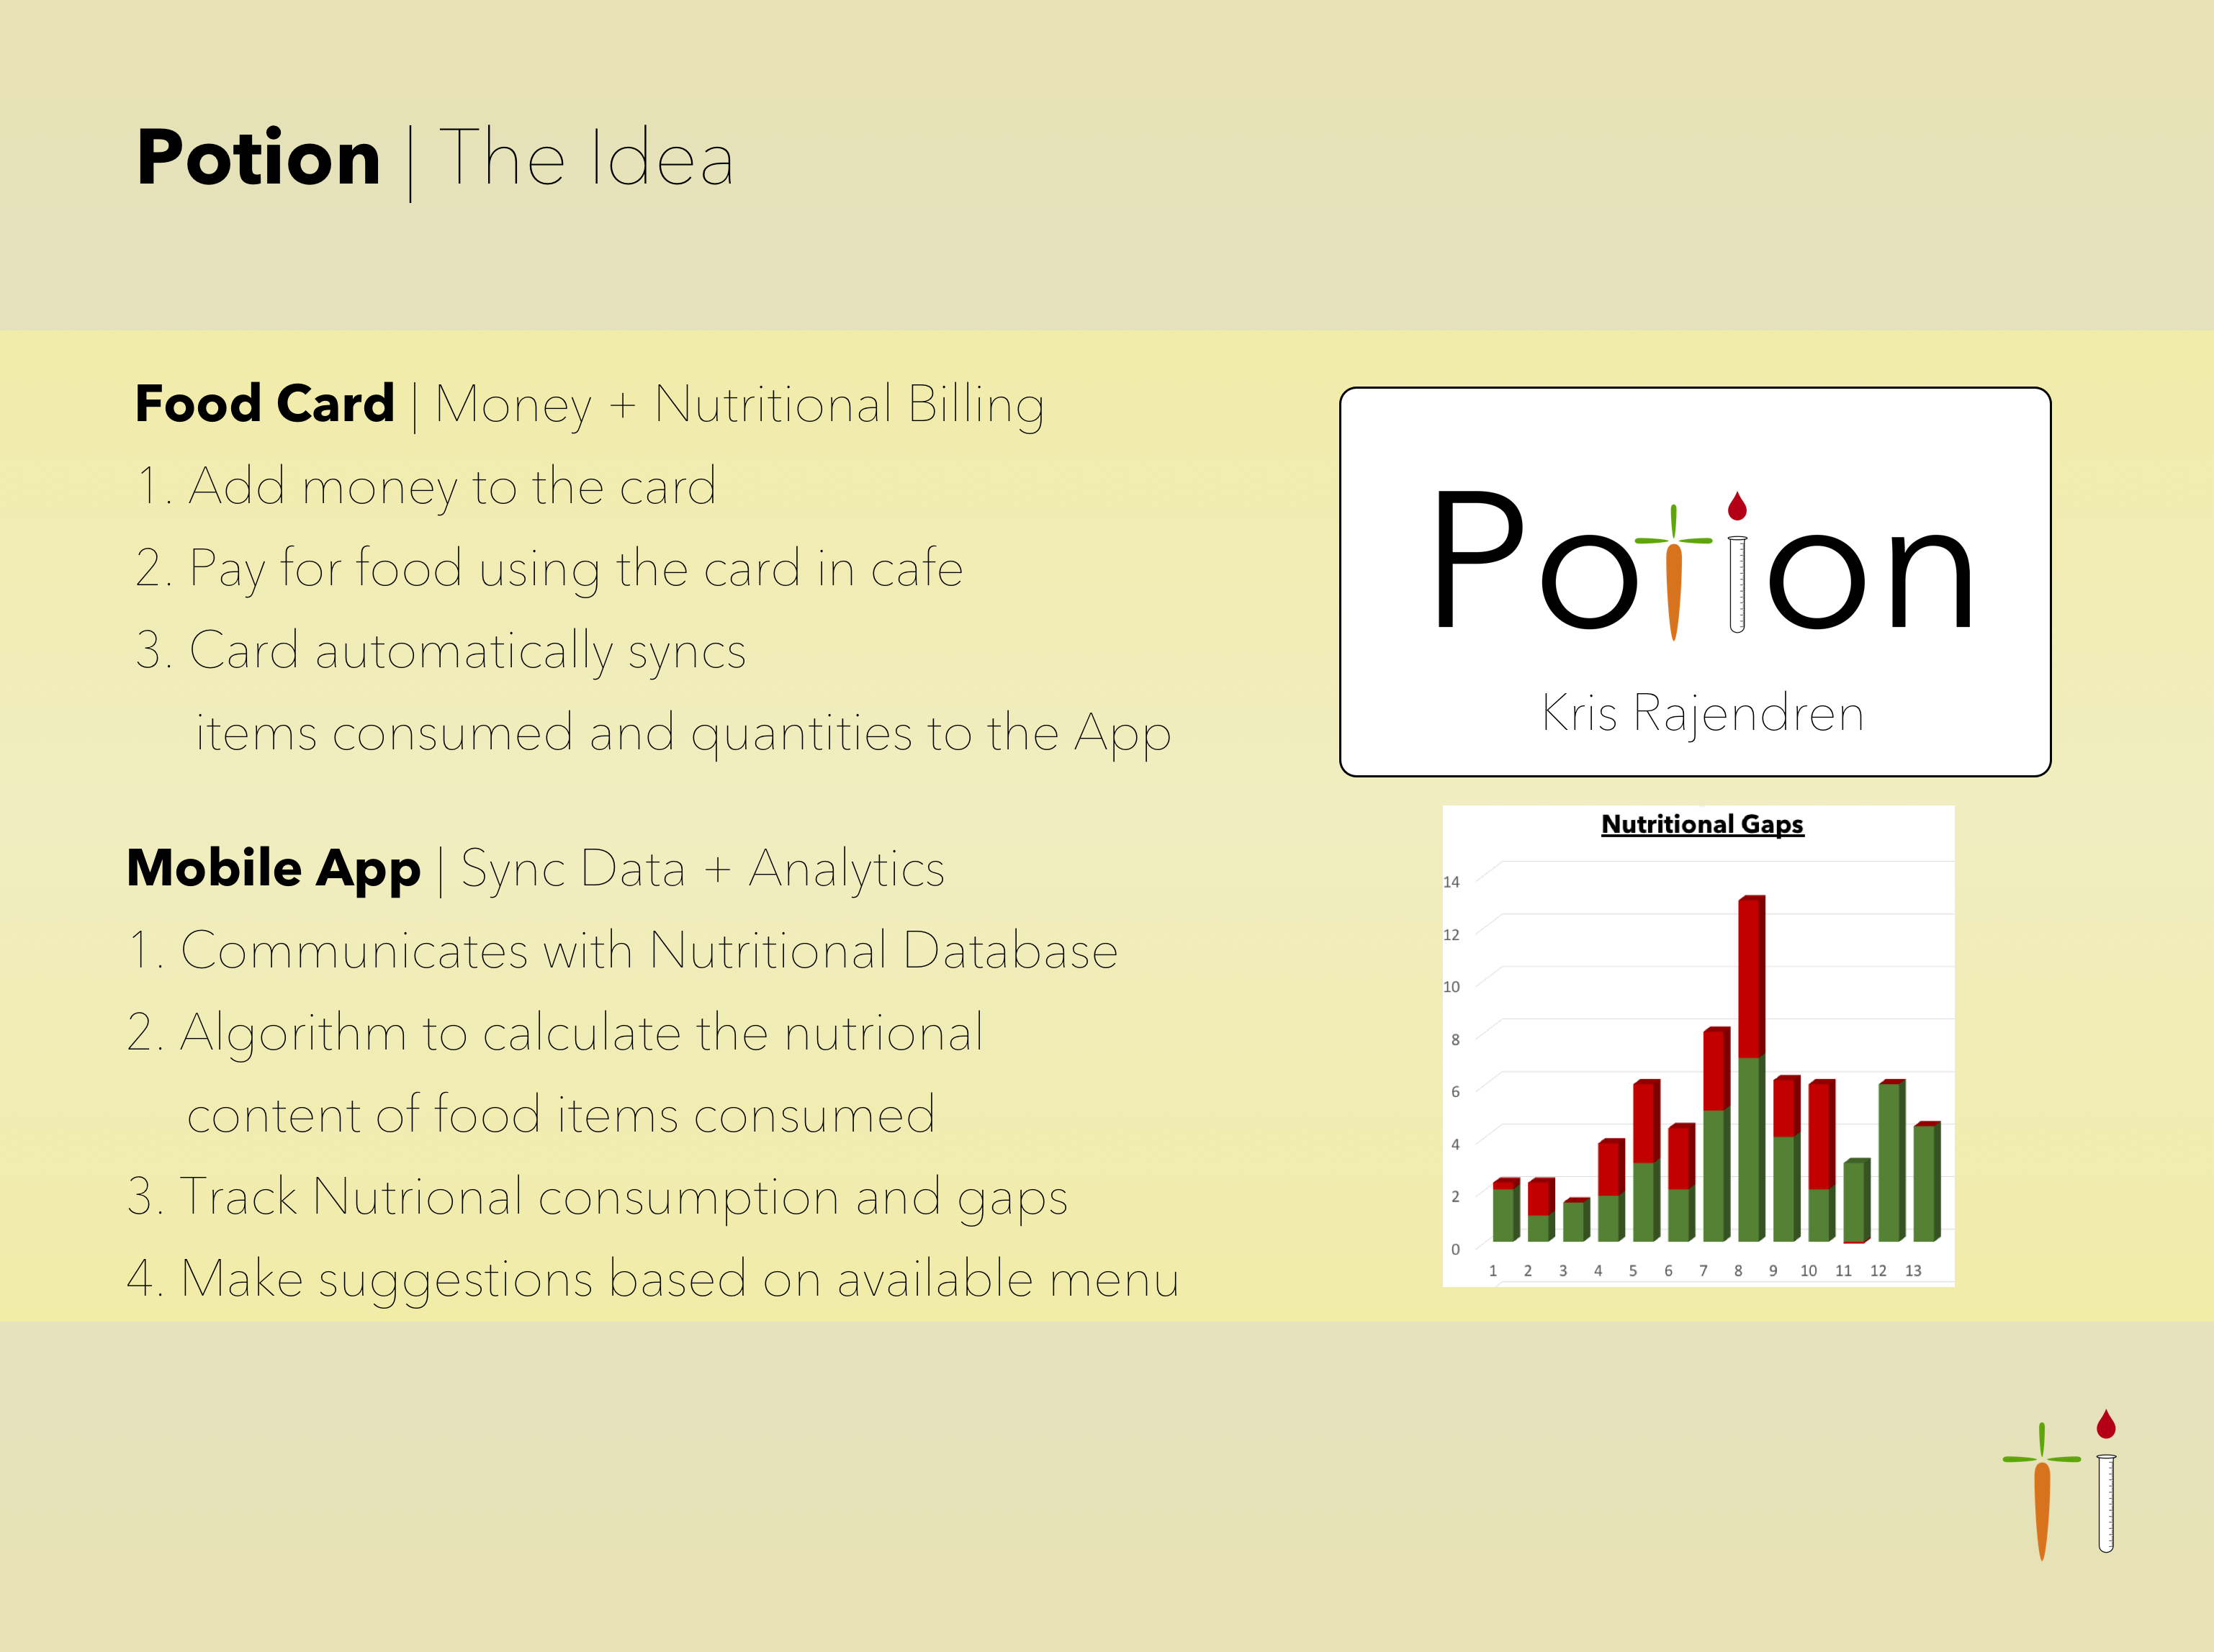 Potion | The Idea
Food Card | Money + Nutritional Billing
1. Add money to the card
2. Pay for food using the card in cafe
3. Card automatically syncs
items consumed and quantities to the App
Mobile App | Sync Data + Analytics
1. Communicates with Nutritional Database
2. Algorithm to calculate the nutrional
content of food items consumed
3. Track Nutrional consumption and gaps
4. Make suggestions based on available menu
Potion
Kris Rajendren
Nutritional Gaps
14
12
10
8
6
4
2
0
1 2 3 4 5 6 7 8 9 10 11 12 13